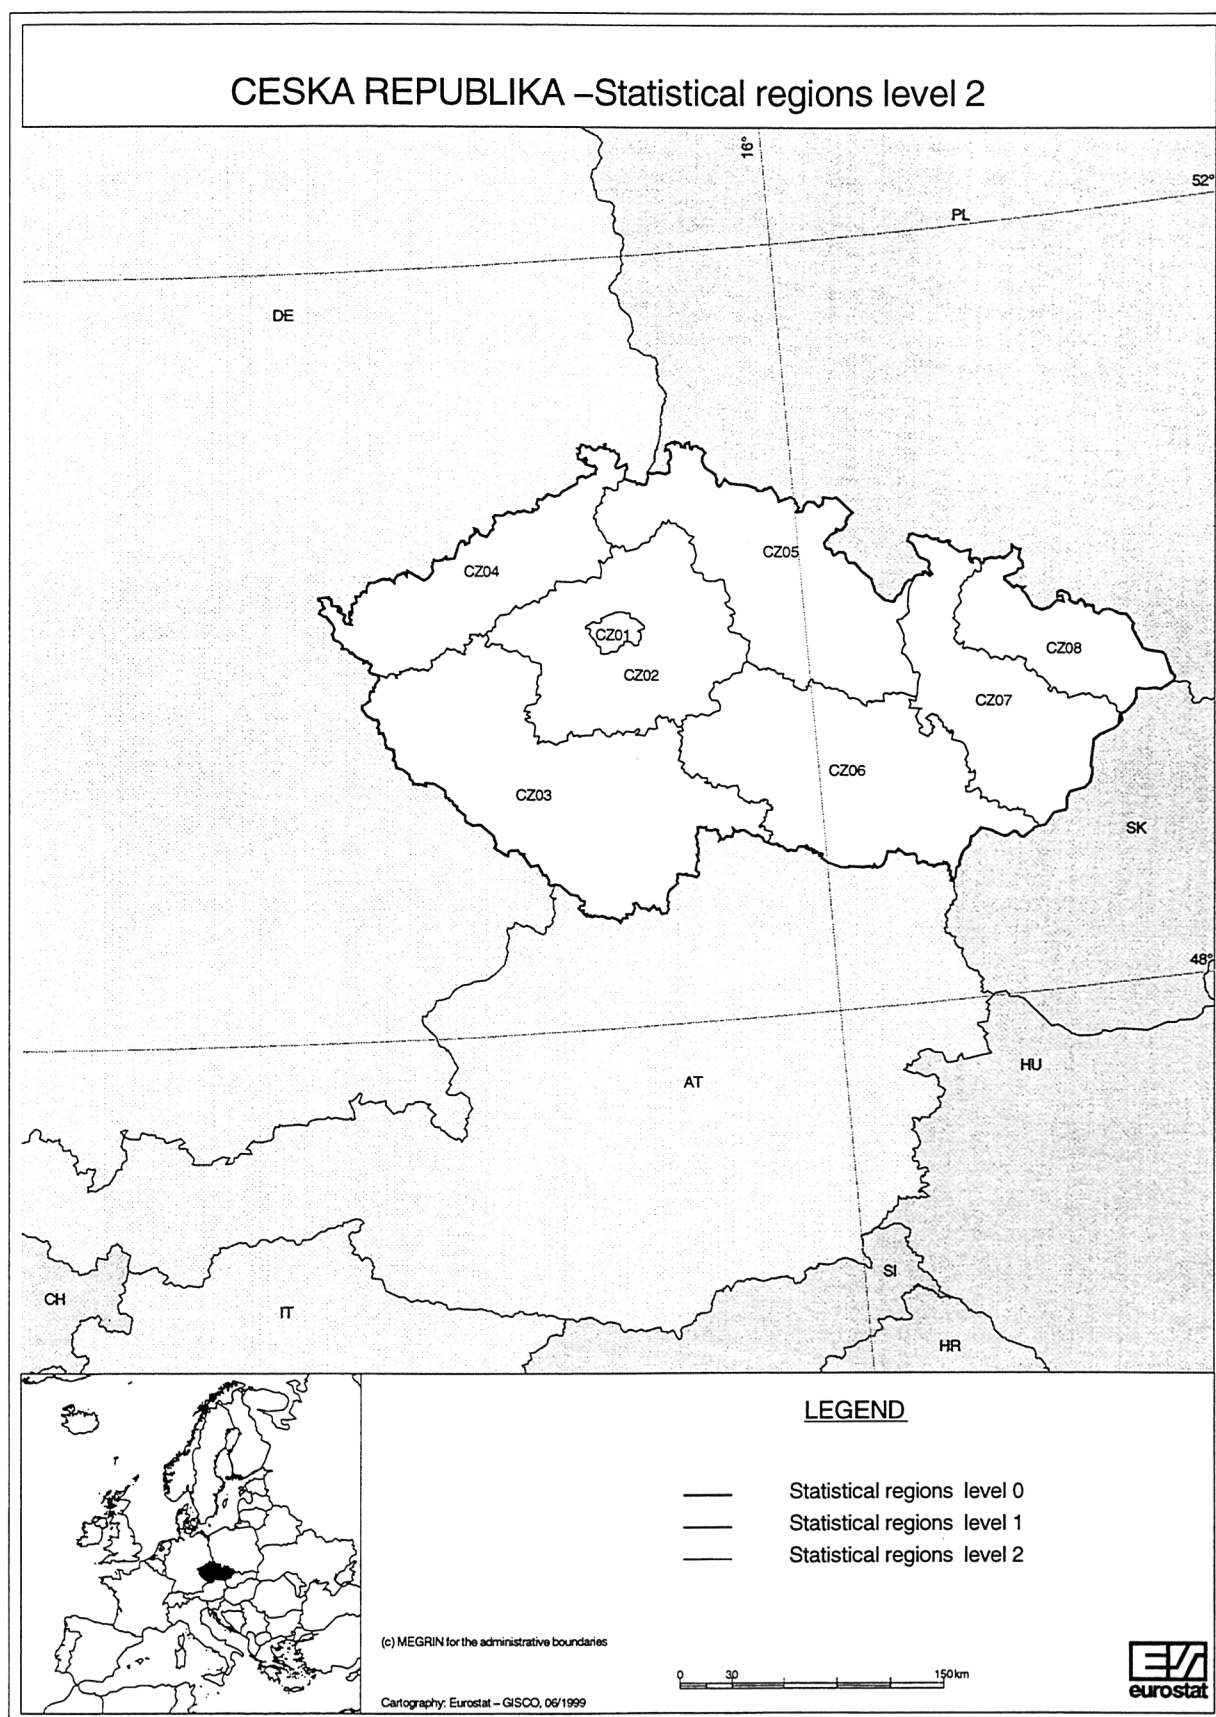 CESKA REPUBLIKA –Statistical regions level 2
16°
52°
PL
DE
CZ05
CZ04
CZ01
CZ08
CZ02
CZ07
CZ06
CZ03
SK
48°
HU
AT
SI
CH
IT
HR
LEGEND
Statistical regions level 0
Statistical regions level 1
Statistical regions level 2
(c) MEGRIN for the administrative boundaries
0 30 150km
Cartography: Eurostat – GISCO, 06/1999
eurostat